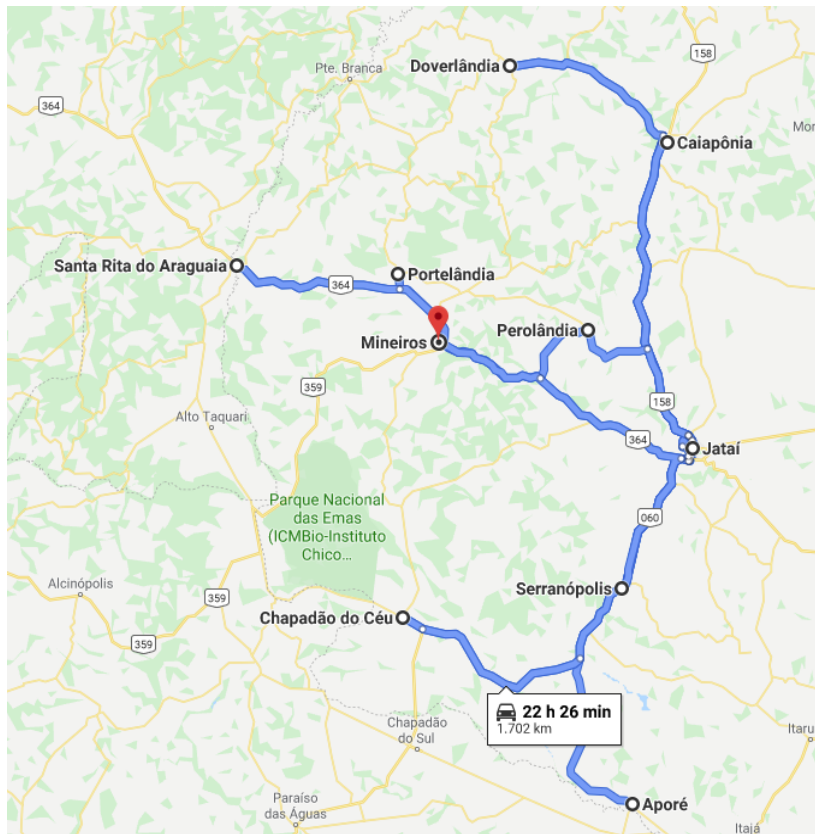 Doverlândia
Pte. Branca
158
364
Caiapônia
Mor
Santa Rita do Araguaia
Portelândia
364
Perolândia
Mineiros
359
158
Alto Taquari
364
Jataí
Parque Nacional
das Emas
(ICMBio-Instituto
Chico...
060
Alcinópolis
359
Serranópolis
Chapadão do Céu
359
22 h 26 min
1.702 km
Chapadão
do Sul
Itaru
Paraíso
das Águas
Aporé
Itajá